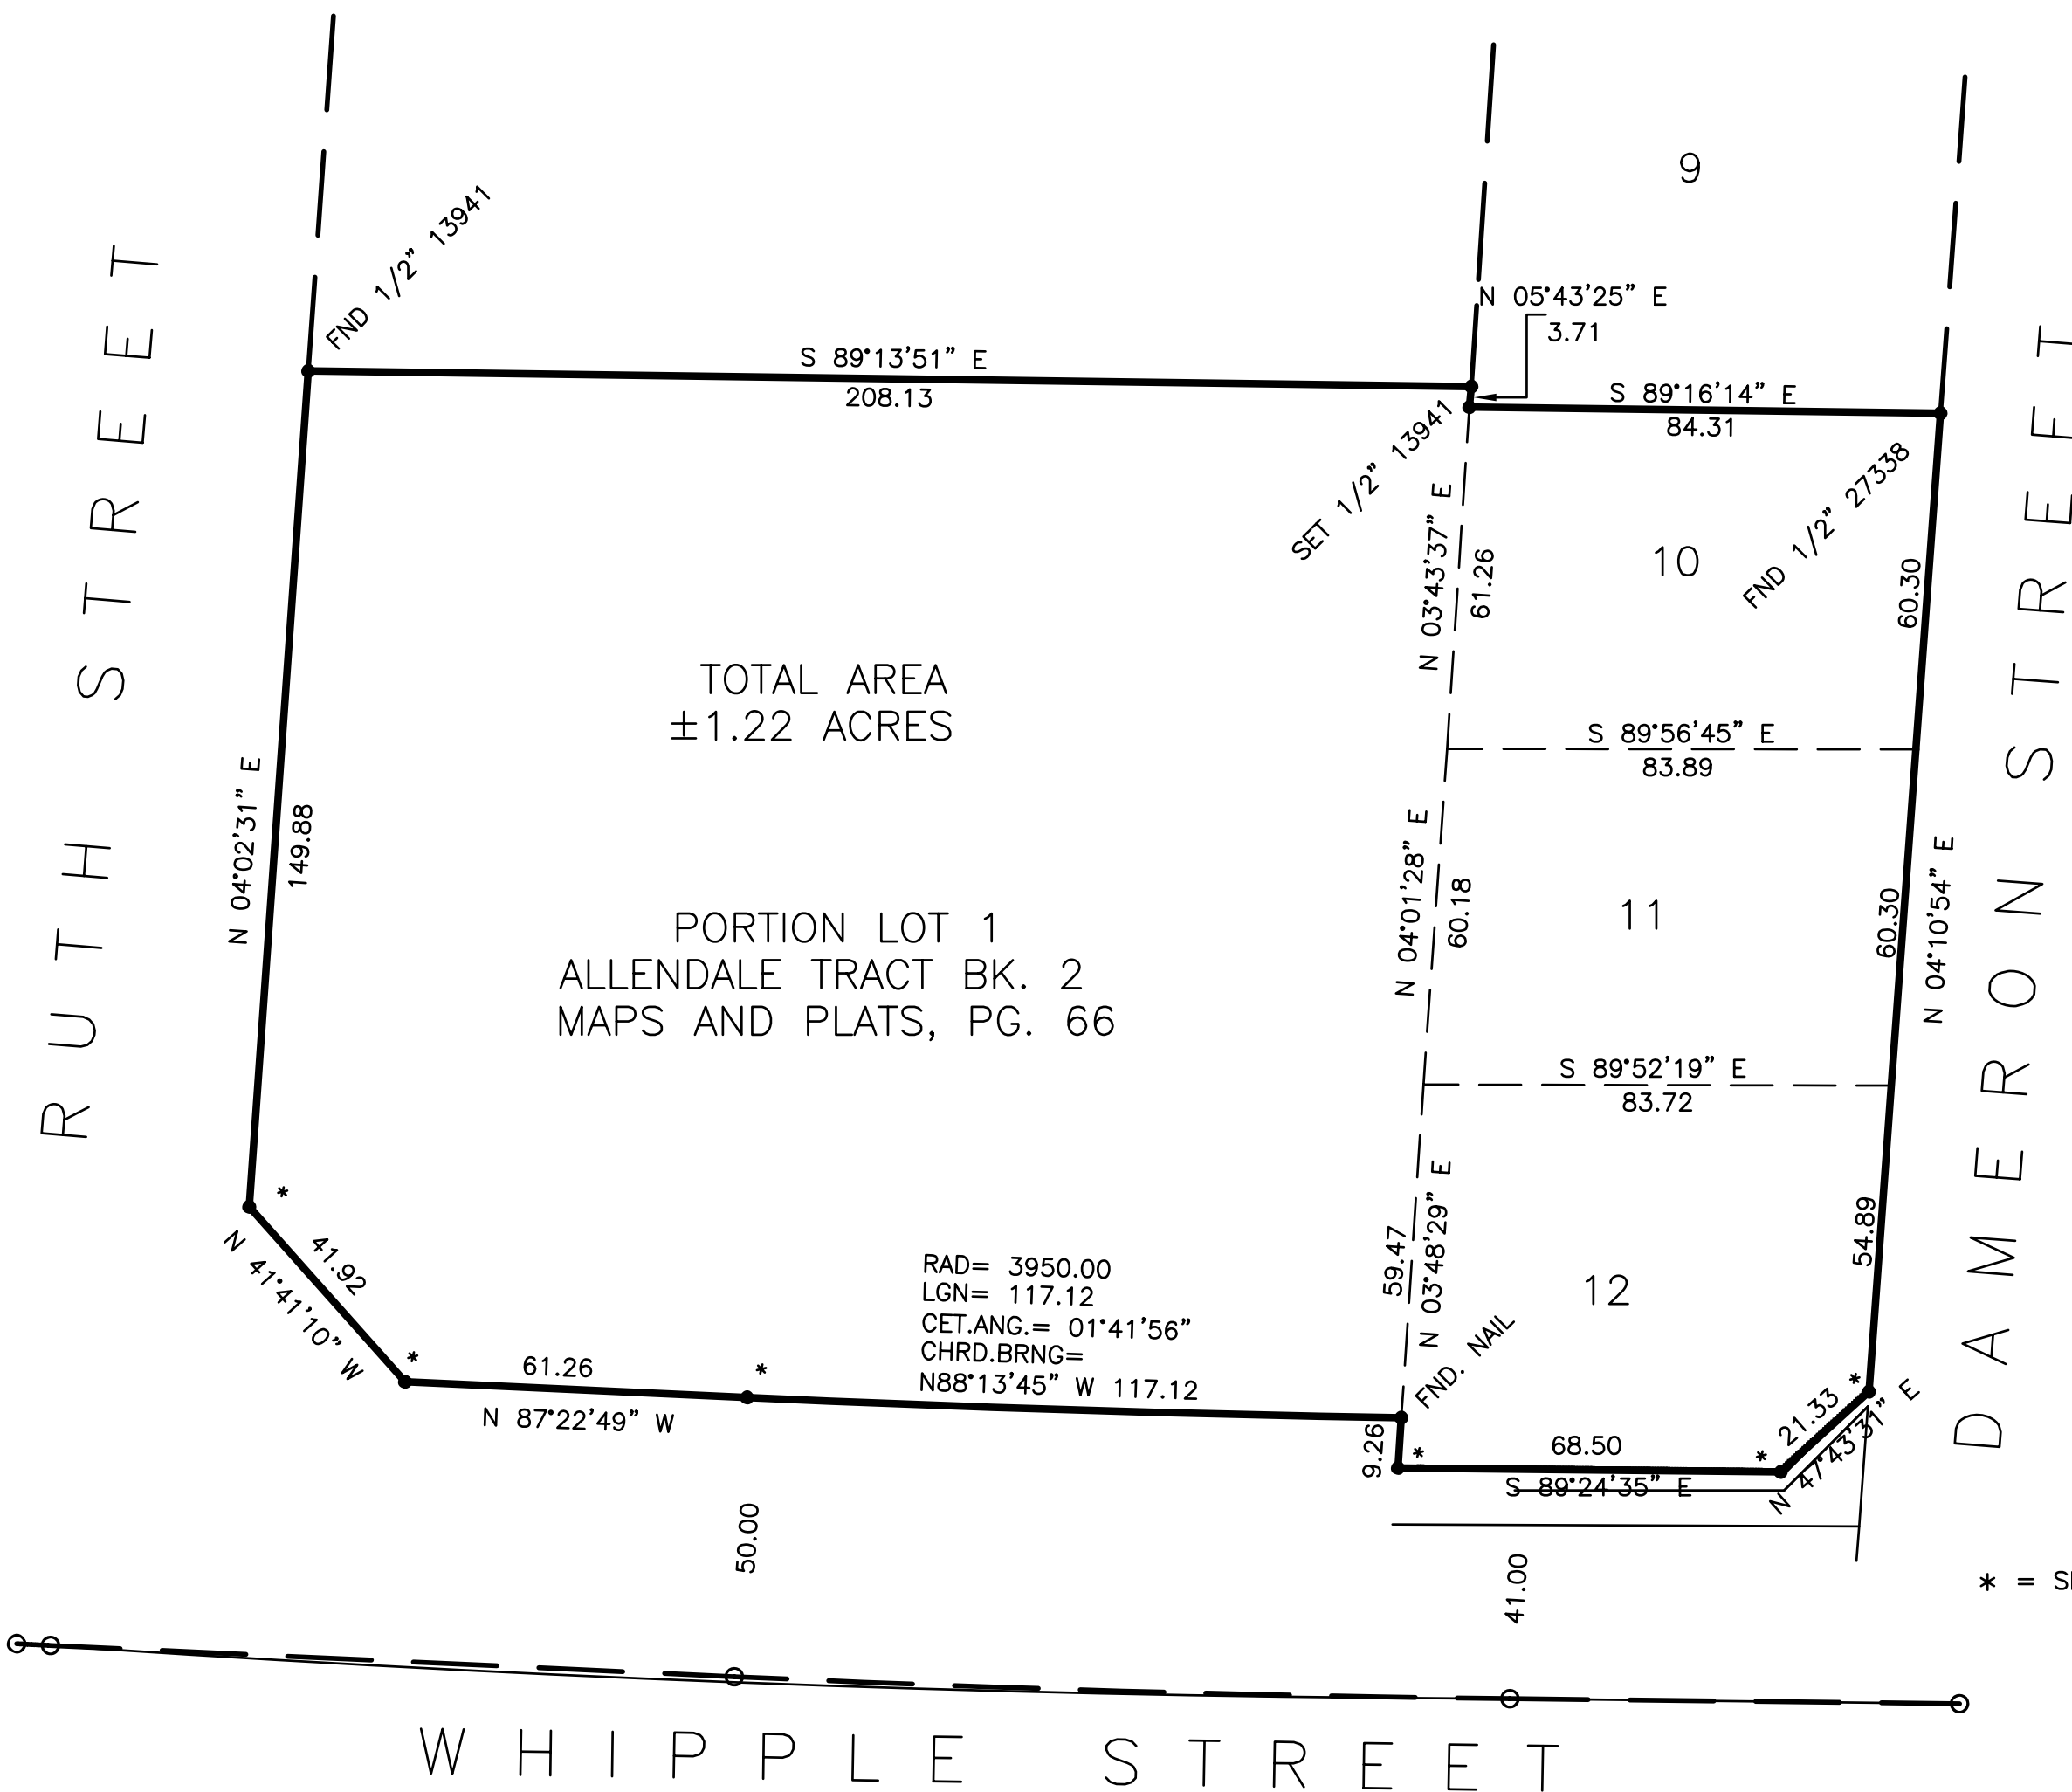 9
FND 1/2" 13941
N 05°43'25" E
3.71
S 89°13'51" E
208.13
S 89°16'14" E
84.31
SET 1/2" 13941
FND 1/2" 27338
N 03°43'37" E
61.26
10
60.30
RUTH STREET
DAMERON STREET
TOTAL AREA
±1.22 ACRES
S 89°56'45" E
83.89
N 04°02'31" E
149.88
N 04°01'28" E
60.18
11
60.30
N 04°10'54" E
PORTION LOT 1
ALLENDALE TRACT BK. 2
MAPS AND PLATS, PG. 66
S 89°52'19" E
83.72
*
41.92
N 41°41'10" W
*
61.26
N 87°22'49" W
*
RAD= 3950.00
LGN= 117.12
CET.ANG.= 01°41'56"
CHRD.BRNG=
N88°13'45" W 117.12
59.47
N 03°48'29" E
12
54.89
FND. NAIL
9.26
*
68.50
S 89°24'35" E
*
21.33
*
N 47°43'31" E
50.00
41.00
* =
WHIPPLE STREET